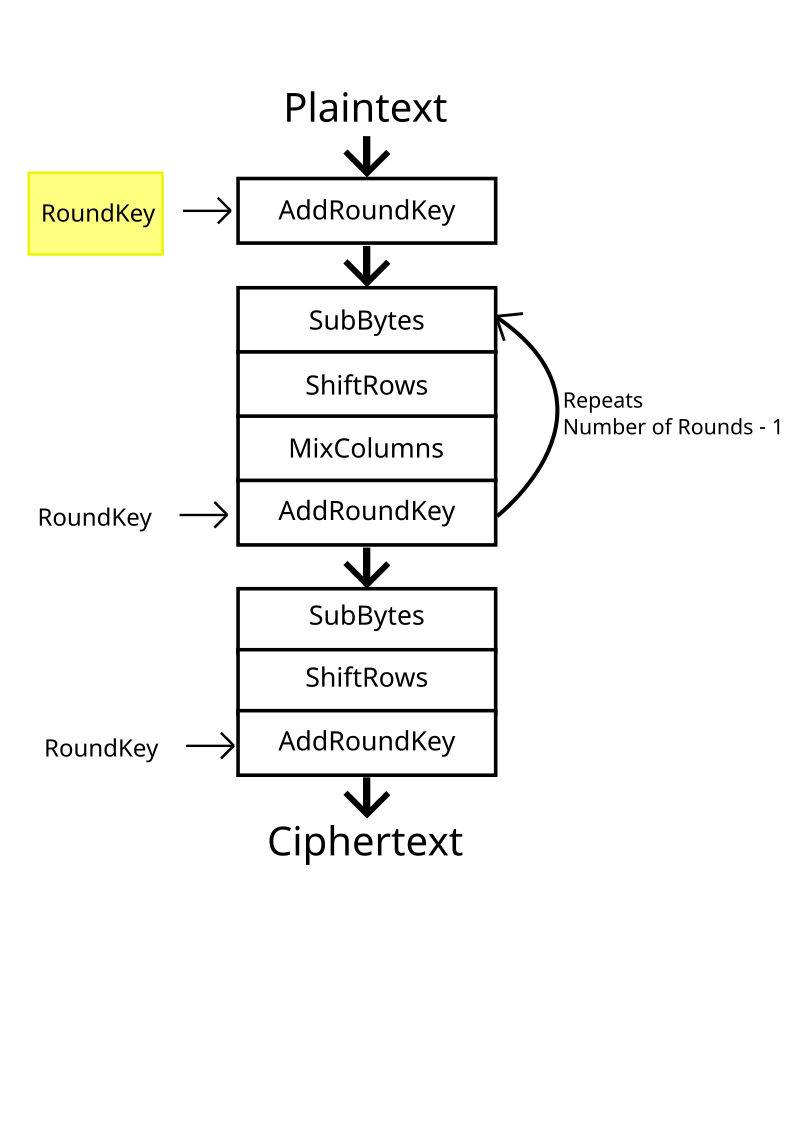 Plaintext
RoundKey
AddRoundKey
SubBytes
ShiftRows
MixColumns
RoundKey
AddRoundKey
Repeats
Number of Rounds - 1
SubBytes
ShiftRows
RoundKey
AddRoundKey
Ciphertext